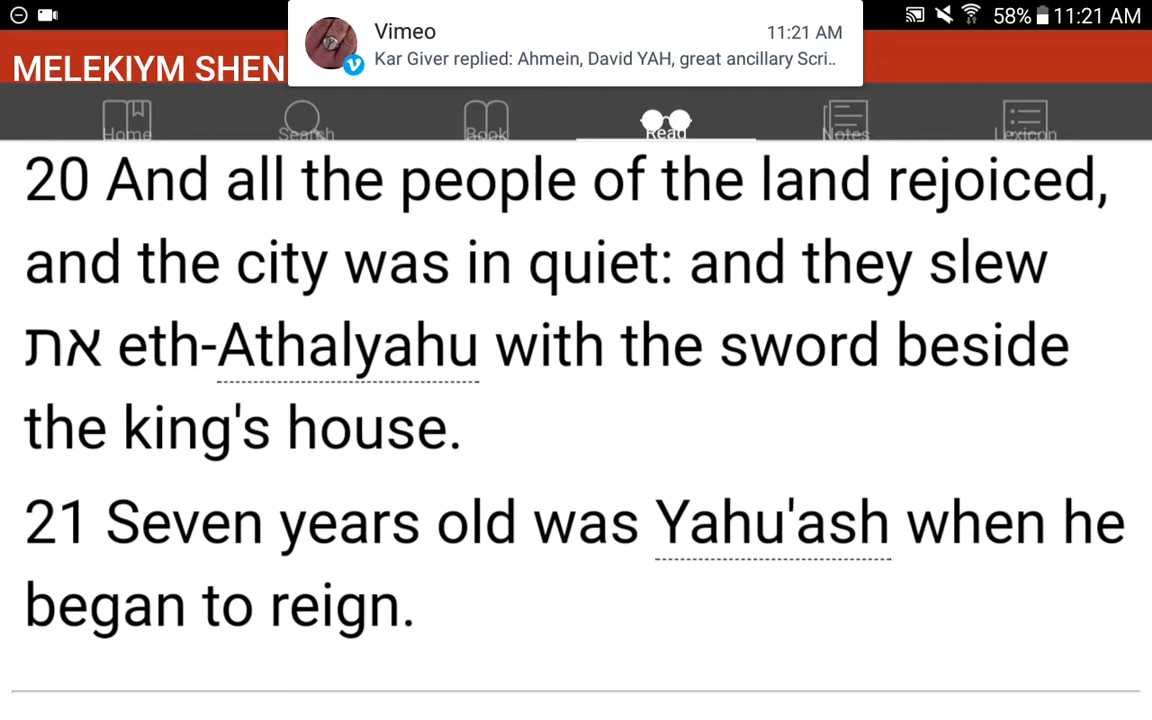 58% 11:21 AM
Vimeo 11:21 AM
Kar Giver replied: Ahmein, David YAH, great ancillary Scri..
MELEKIYM SHEN
Home Search Book Read Notes Lexicon
20 And all the people of the land rejoiced,
and the city was in quiet: and they slew
את eth-Athalyahu with the sword beside
the king's house.
21 Seven years old was Yahu'ash when he
began to reign.